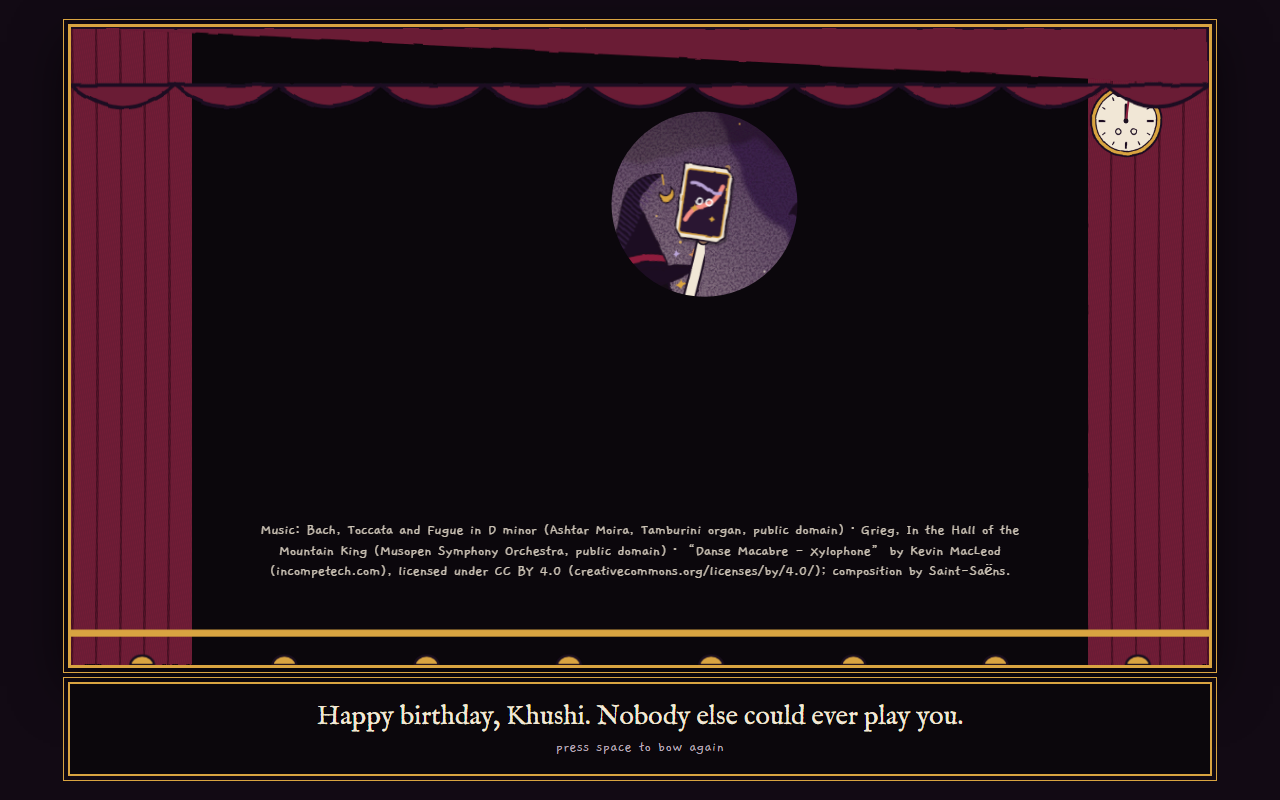 Music: Bach, Toccata and Fugue in D minor (Ashtar Moira, Tamburini organ, public domain) · Grieg, In the Hall of the
Mountain King (Musopen Symphony Orchestra, public domain) · “Danse Macabre – Xylophone” by Kevin MacLeod
(incompetech.com), licensed under CC BY 4.0 (creativecommons.org/licenses/by/4.0/); composition by Saint-Saëns.
Happy birthday, Khushi. Nobody else could ever play you.
press space to bow again